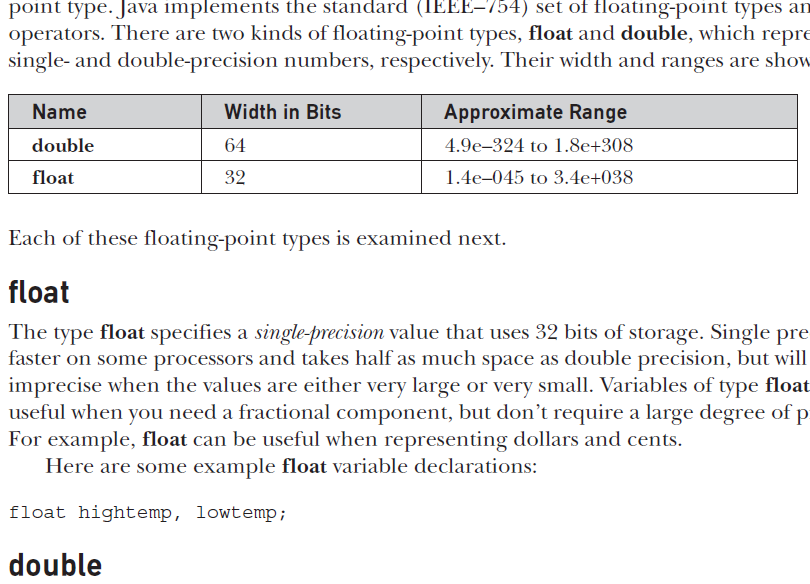 point type. Java implements the standard (IEEE–754) set of floating-point types an
operators. There are two kinds of floating-point types, float and double, which repre
single- and double-precision numbers, respectively. Their width and ranges are show
Name Width in Bits Approximate Range
double 64 4.9e–324 to 1.8e+308
float 32 1.4e–045 to 3.4e+038
Each of these floating-point types is examined next.
float
The type float specifies a single-precision value that uses 32 bits of storage. Single pre
faster on some processors and takes half as much space as double precision, but will
imprecise when the values are either very large or very small. Variables of type float
useful when you need a fractional component, but don’t require a large degree of p
For example, float can be useful when representing dollars and cents.
Here are some example float variable declarations:
float hightemp, lowtemp;
double